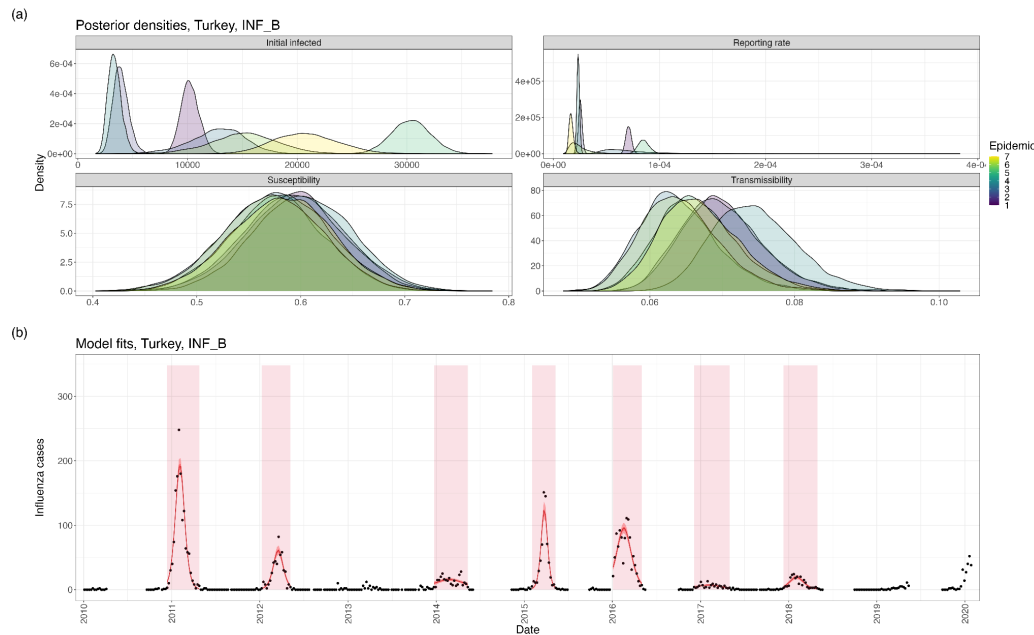 (a)
Posterior densities, Turkey, INF_B
Initial infected
Reporting rate
6e-04
4e-04
2e-04
0e+00
0
10000
20000
30000
4e+05
2e+05
0e+00
0e+00
1e-04
2e-04
3e-04
4e-0
Density
Susceptibility
Transmissibility
7.5
5.0
2.5
0.0
0.4
0.5
0.6
0.7
0.8
80
60
40
20
0
0.06
0.08
0.10
Epidemic
7
6
5
4
3
2
1
(b)
Model fits, Turkey, INF_B
Influenza cases
300
200
100
0
2010
2011
2012
2013
2014
2015
2016
2017
2018
2019
2020
Date